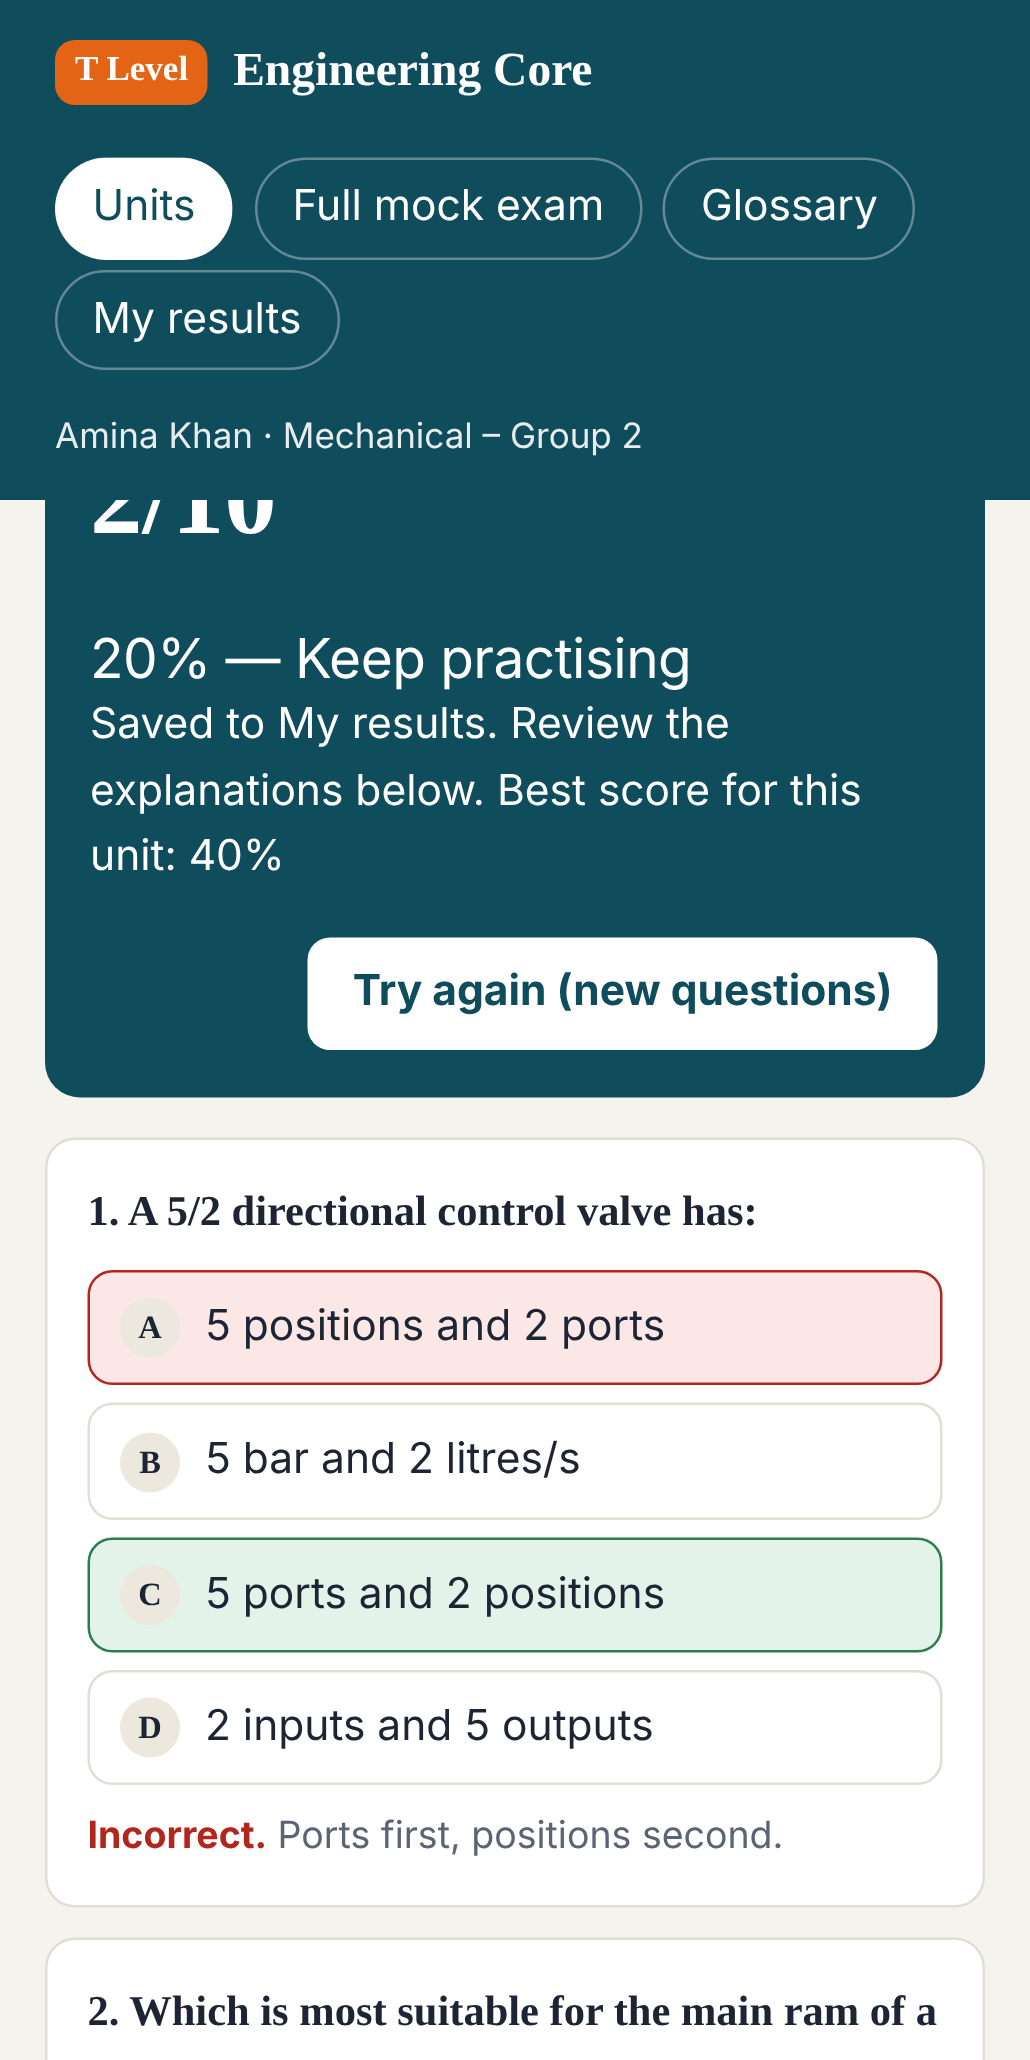 T Level Engineering Core
Units
Full mock exam
Glossary
My results
Amina Khan · Mechanical – Group 2
2/10
20% — Keep practising
Saved to My results. Review the
explanations below. Best score for this
unit: 40%
Try again (new questions)
1. A 5/2 directional control valve has:
A 5 positions and 2 ports
B 5 bar and 2 litres/s
C 5 ports and 2 positions
D 2 inputs and 5 outputs
Incorrect. Ports first, positions second.
2. Which is most suitable for the main ram of a